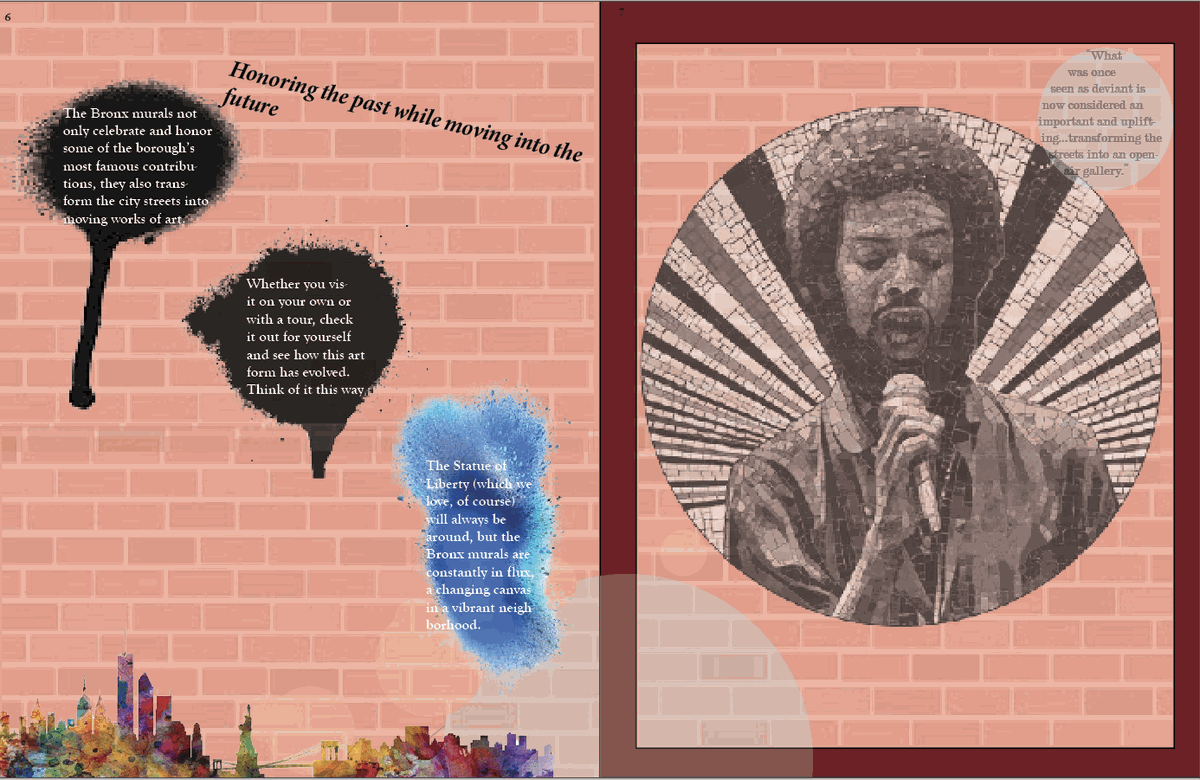 6
Honoring the past while moving into the
future
The Bronx murals not
only celebrate and honor
some of the borough's
most famous contribu-
tions, they also trans-
form the city streets into
moving works of art.
Whether you vis-
it on your own or
with a tour, check
it out for yourself
and see how this art
form has evolved.
Think of it this way
The Statue of
Liberty (which we
love, of course)
will always be
around, but the
Bronx murals are
constantly in flux,
a changing canvas
in a vibrant neigh
borhood.
7
"What
was once
seen as deviant is
now considered an
important and uplift-
ing...transforming the
streets into an open-
air gallery."